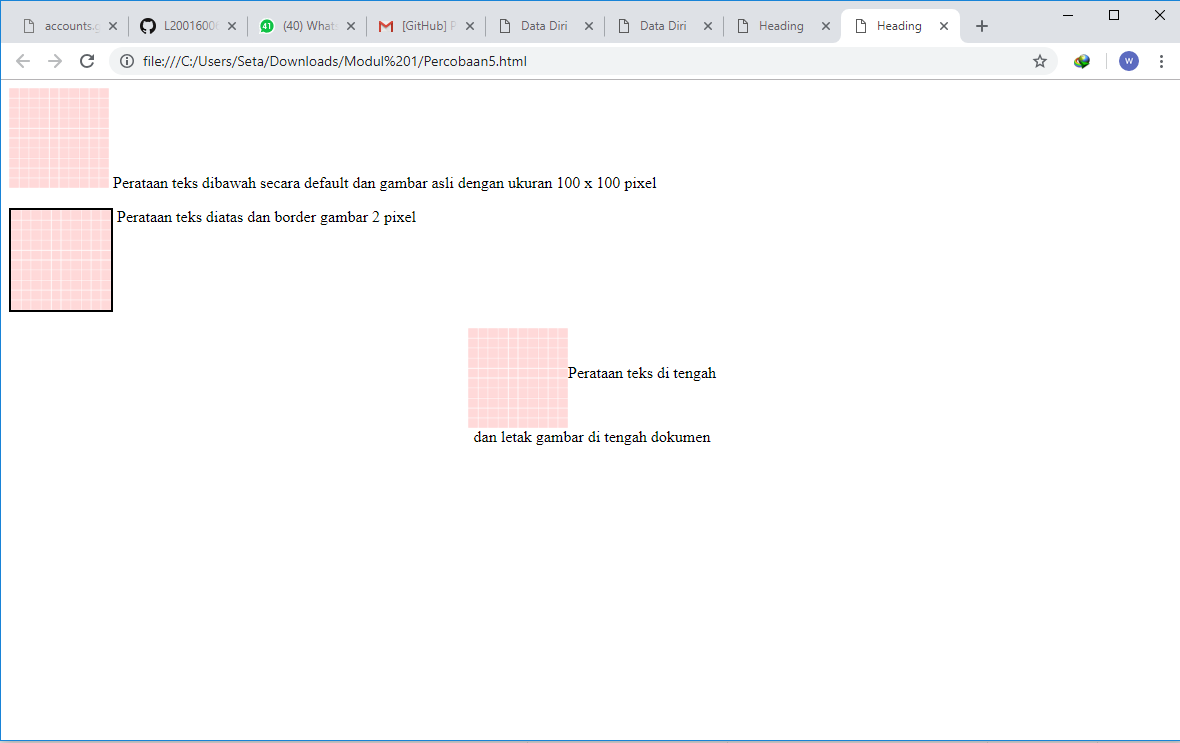 accounts.g
L20016000
41
(40) Whats
[GitHub] P
Data Diri
Data Diri
Heading
Heading
file:///C:/Users/Seta/Downloads/Modul%201/Percobaan5.html
W
Perataan teks dibawah secara default dan gambar asli dengan ukuran 100 x 100 pixel
Perataan teks diatas dan border gambar 2 pixel
Perataan teks di tengah
dan letak gambar di tengah dokumen